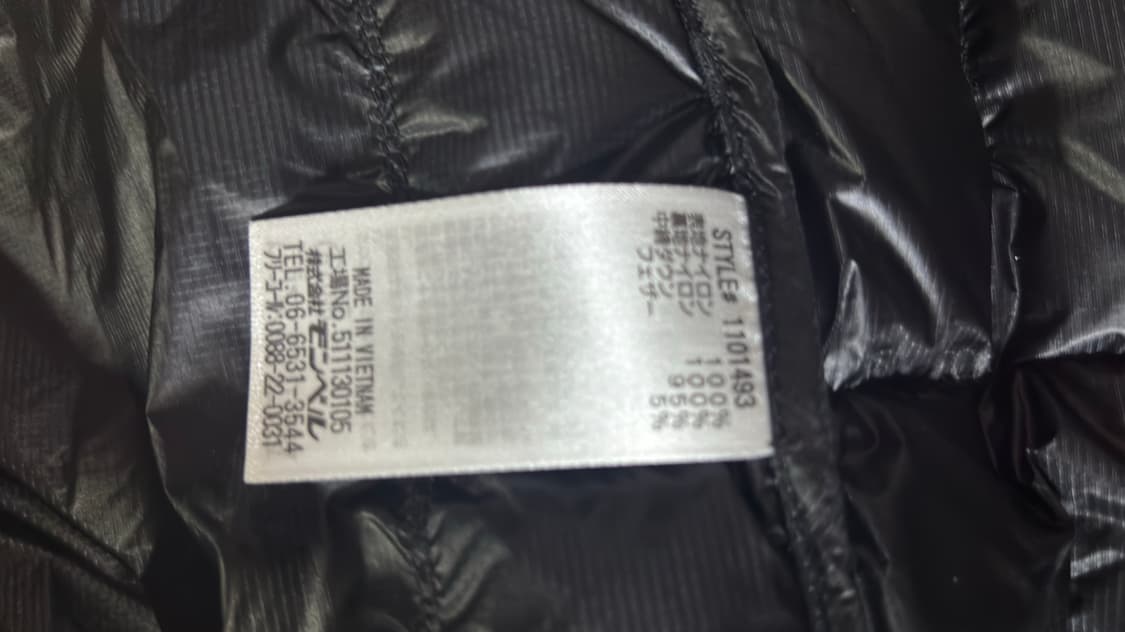 STYLE# 1101493
表地ナイロン 100%
裏地ナイロン 100%
中綿ダウン 95%
フェザー 5%
MADE IN VIETNAM
工場No.511130105
株式会社モンベル
TEL.06-6531-3544
フリーコール:0088-22-0031